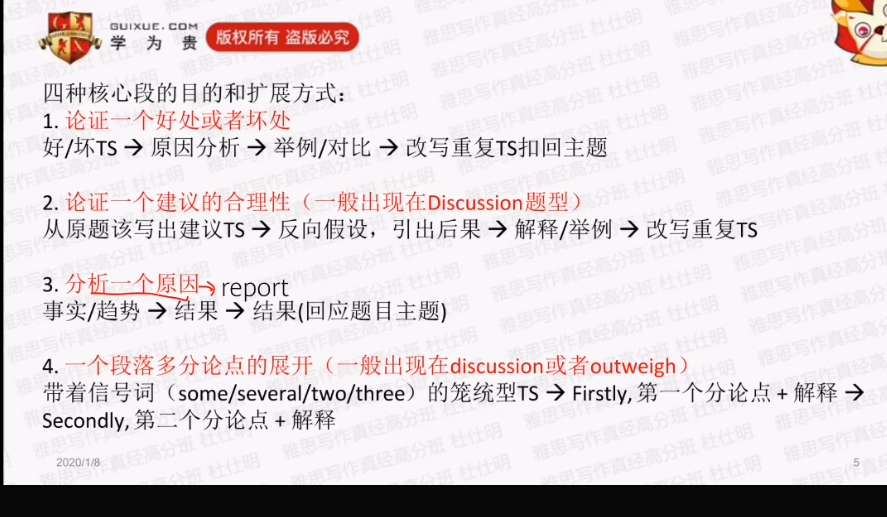 GUIXUE.COM
学为贵
版权所有 盗版必究
四种核心段的目的和扩展方式：
1. 论证一个好处或者坏处
好/坏TS → 原因分析 → 举例/对比 → 改写重复TS扣回主题
2. 论证一个建议的合理性（一般出现在Discussion题型）
从原题该写出建议TS → 反向假设，引出后果 → 解释/举例 → 改写重复TS
3. 分析一个原因→ report
事实/趋势 → 结果 → 结果(回应题目主题)
4. 一个段落多分论点的展开（一般出现在discussion或者outweigh）
带着信号词（some/several/two/three）的笼统型TS → Firstly, 第一个分论点 + 解释 →
Secondly, 第二个分论点 + 解释
2020/1/8
5
雅思写作真经高分班 杜仕明